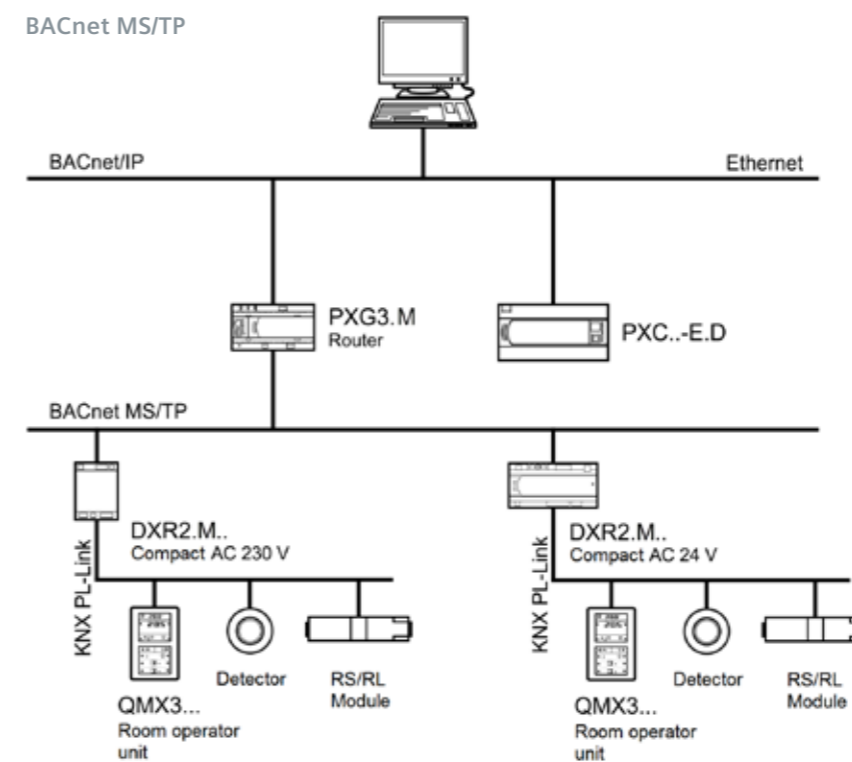 BACnet MS/TP
BACnet/IP
Ethernet
PXG3.M
Router
PXC..-E.D
BACnet MS/TP
KNX PL-Link
DXR2.M..
Compact AC 230 V
KNX PL-Link
DXR2.M..
Compact AC 24 V
QMX3...
Room operator
unit
Detector
RS/RL
Module
QMX3...
Room operator
unit
Detector
RS/RL
Module